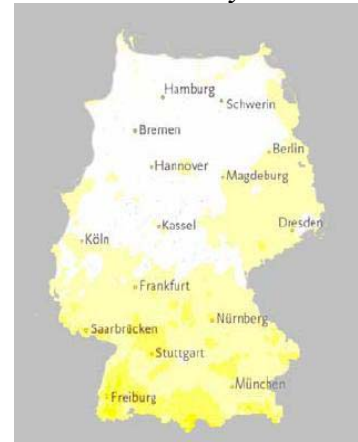 Hamburg
Schwerin
Bremen
Berlin
Hannover
Magdeburg
Dresden
Kassel
Köln
Frankfurt
Nürnberg
Saarbrücken
Stuttgart
München
Freiburg